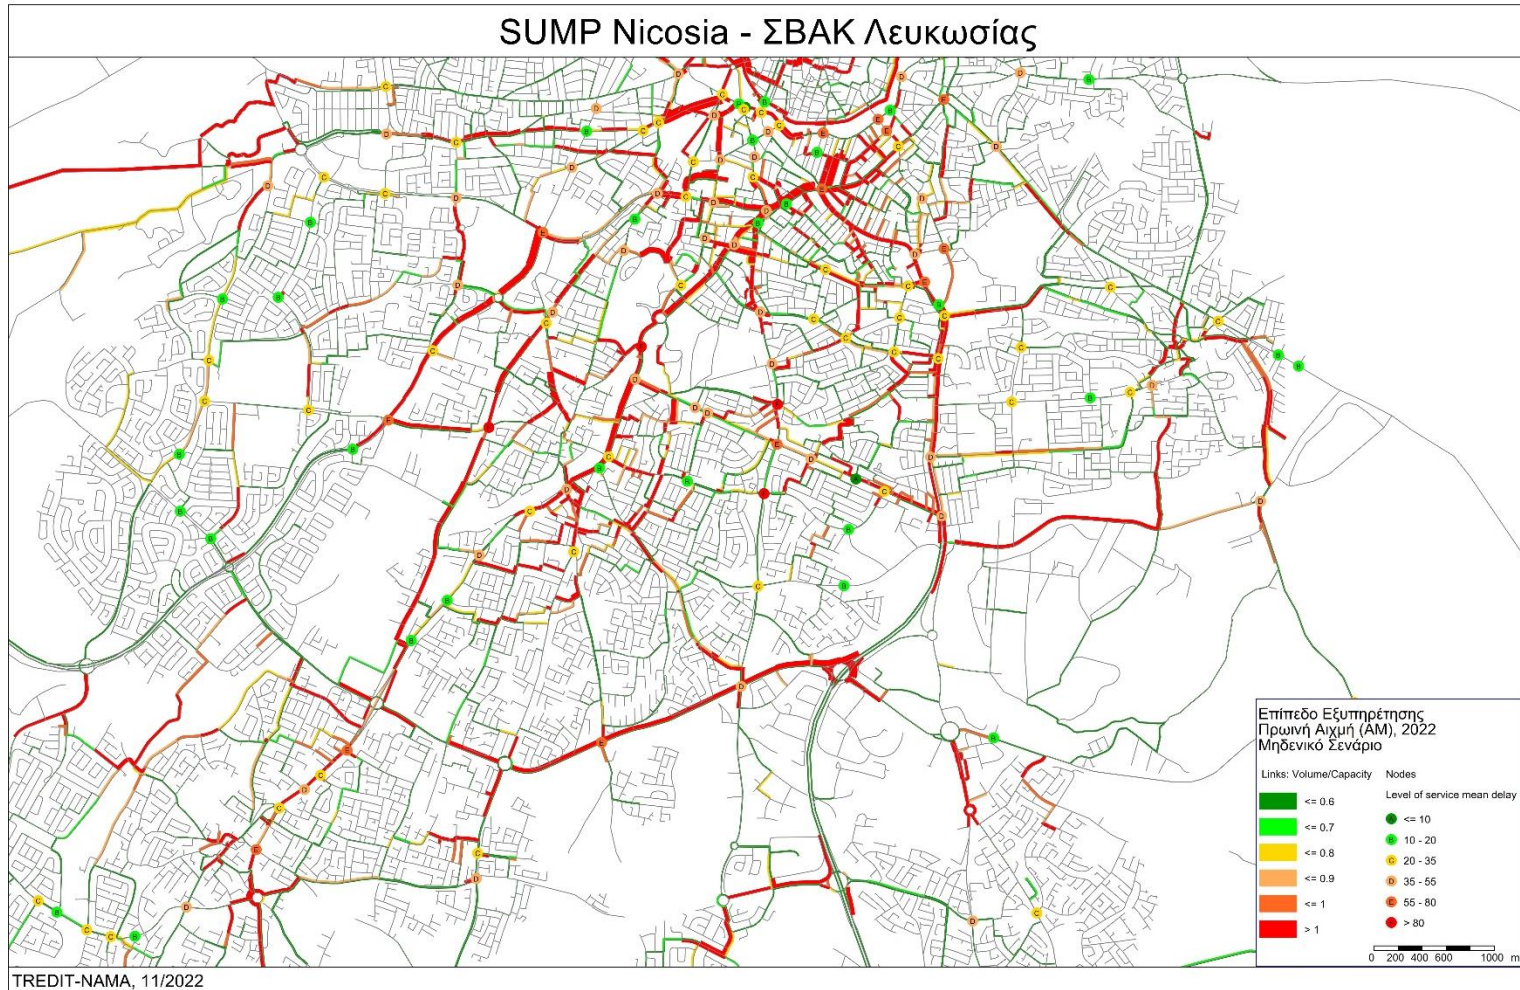 SUMP Nicosia - ΣΒΑΚ Λευκωσίας
Επίπεδο Εξυπηρέτησης
Πρωινή Αιχμή (AM), 2022
Μηδενικό Σενάριο
Links: Volume/Capacity
Nodes
Level of service mean delay
<= 0.6
<= 0.7
<= 0.8
<= 0.9
<= 1
> 1
A <= 10
B 10 - 20
C 20 - 35
D 35 - 55
E 55 - 80
> 80
0 200 400 600 1000 m
TREDIT-NAMA, 11/2022